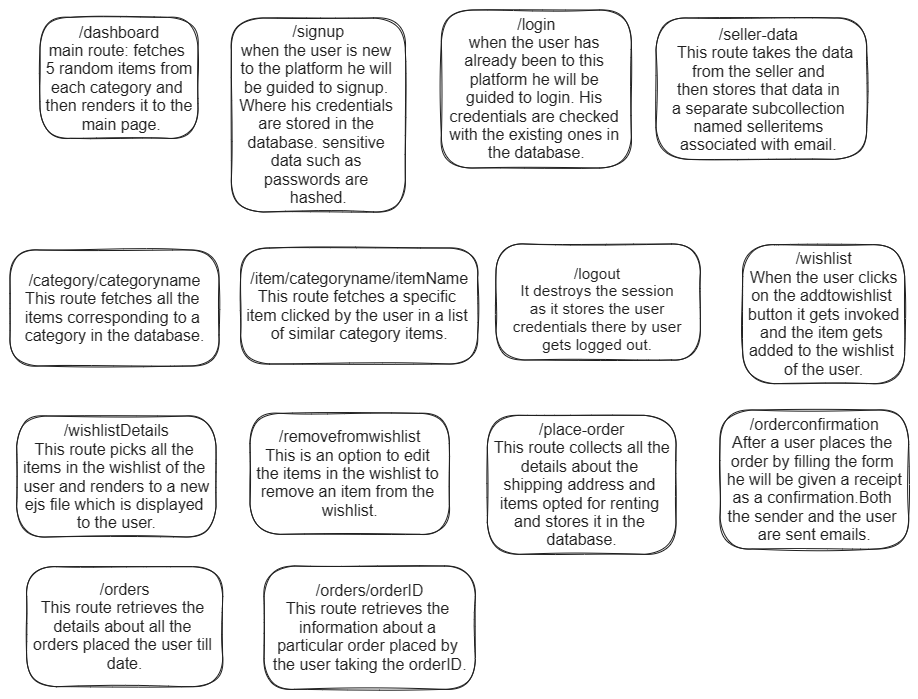 /dashboard
main route: fetches
5 random items from
each category and
then renders it to the
main page.
/signup
when the user is new
to the platform he will
be guided to signup.
Where his credentials
are stored in the
database. sensitive
data such as
passwords are
hashed.
/login
when the user has
already been to this
platform he will be
guided to login. His
credentials are checked
with the existing ones in
the database.
/seller-data
This route takes the data
from the seller and
then stores that data in
a separate subcollection
named selleritems
associated with email.
/category/categoryname
This route fetches all the
items corresponding to a
category in the database.
/item/categoryname/itemName
This route fetches a specific
item clicked by the user in a list
of similar category items.
/logout
It destroys the session
as it stores the user
credentials there by user
gets logged out.
/wishlist
When the user clicks
on the addtowishlist
button it gets invoked
and the item gets
added to the wishlist
of the user.
/wishlistDetails
This route picks all the
items in the wishlist of the
user and renders to a new
ejs file which is displayed
to the user.
/removefromwishlist
This is an option to edit
the items in the wishlist to
remove an item from the
wishlist.
/place-order
This route collects all the
details about the
shipping address and
items opted for renting
and stores it in the
database.
/orderconfirmation
After a user places the
order by filling the form
he will be given a receipt
as a confirmation.Both
the sender and the user
are sent emails.
/orders
This route retrieves the
details about all the
orders placed the user till
date.
/orders/orderID
This route retrieves the
information about a
particular order placed by
the user taking the orderID.